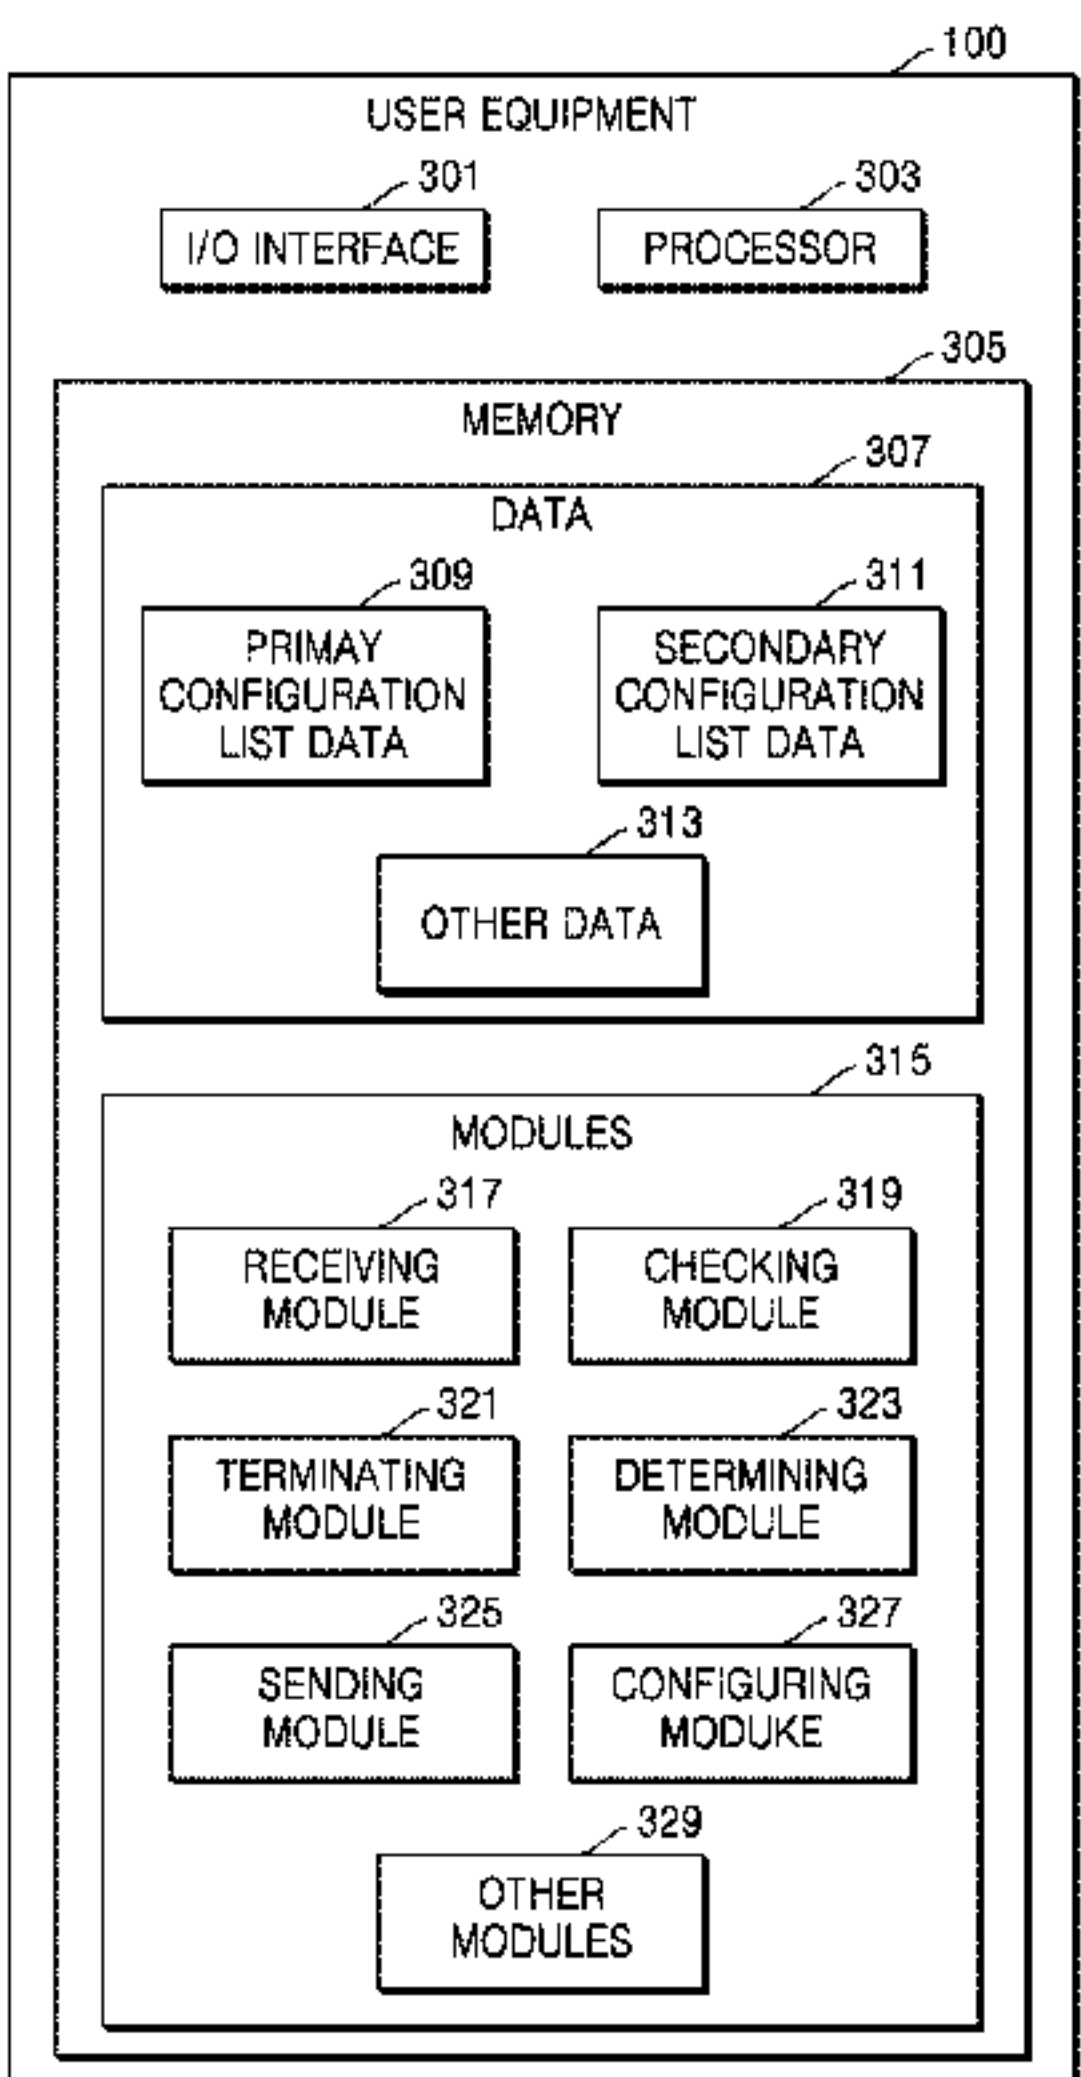 100
USER EQUIPMENT
301
303
I/O INTERFACE
PROCESSOR
305
MEMORY
307
DATA
309
311
PRIMAY
CONFIGURATION
LIST DATA
SECONDARY
CONFIGURATION
LIST DATA
313
OTHER DATA
315
MODULES
317
319
RECEIVING
MODULE
CHECKING
MODULE
321
323
TERMINATING
MODULE
DETERMINING
MODULE
325
327
SENDING
MODULE
CONFIGURING
MODUKE
329
OTHER
MODULES